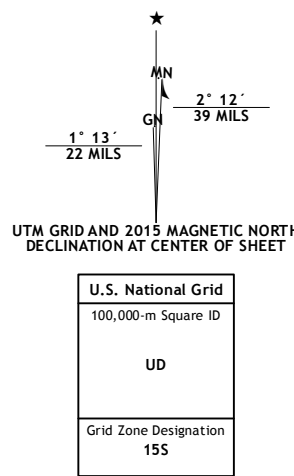 ★
MN
GN
2° 12´
39 MILS
1° 13´
22 MILS
UTM GRID AND 2015 MAGNETIC NORTH
DECLINATION AT CENTER OF SHEET
U.S. National Grid
100,000-m Square ID
UD
Grid Zone Designation
15S